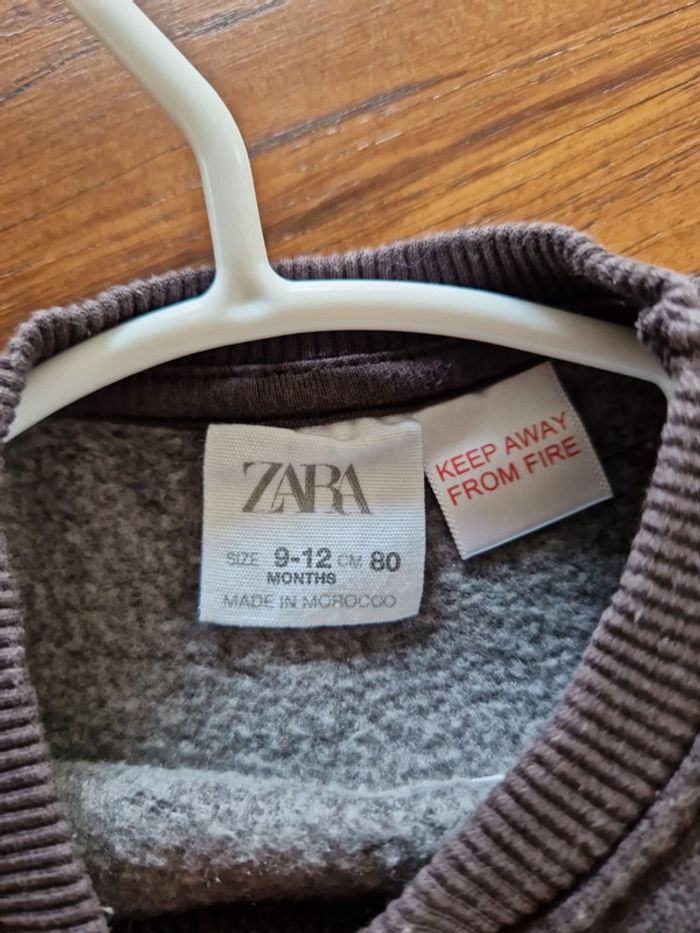 ZARA
SIZE 9-12 CM 80
MONTHS
MADE IN MOROCCO
KEEP AWAY
FROM FIRE